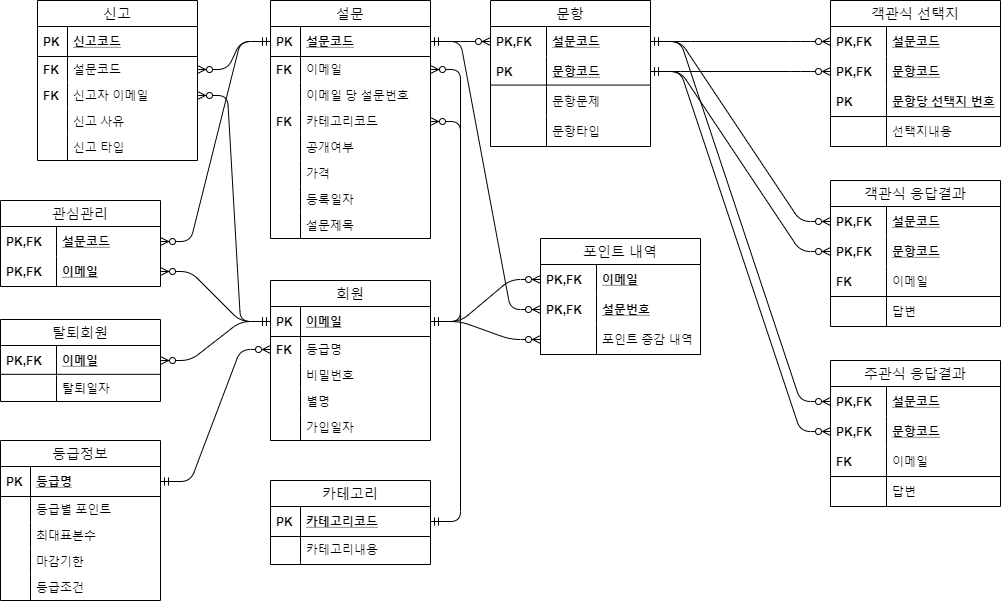 신고
PK 신고코드
FK 설문코드
FK 신고자 이메일
신고 사유
신고 타입
설문
PK 설문코드
FK 이메일
이메일 당 설문번호
FK 카테고리코드
공개여부
가격
등록일자
설문제목
문항
PK,FK 설문코드
PK 문항코드
문항문제
문항타입
객관식 선택지
PK,FK 설문코드
PK,FK 문항코드
PK 문항당 선택지 번호
선택지내용
관심관리
PK,FK 설문코드
PK,FK 이메일
객관식 응답결과
PK,FK 설문코드
PK,FK 문항코드
FK 이메일
답변
포인트 내역
PK,FK 이메일
PK,FK 설문번호
포인트 증감 내역
회원
PK 이메일
FK 등급명
비밀번호
별명
가입일자
탈퇴회원
PK,FK 이메일
탈퇴일자
주관식 응답결과
PK,FK 설문코드
PK,FK 문항코드
FK 이메일
답변
등급정보
PK 등급명
등급별 포인트
최대표본수
마감기한
등급조건
카테고리
PK 카테고리코드
카테고리내용